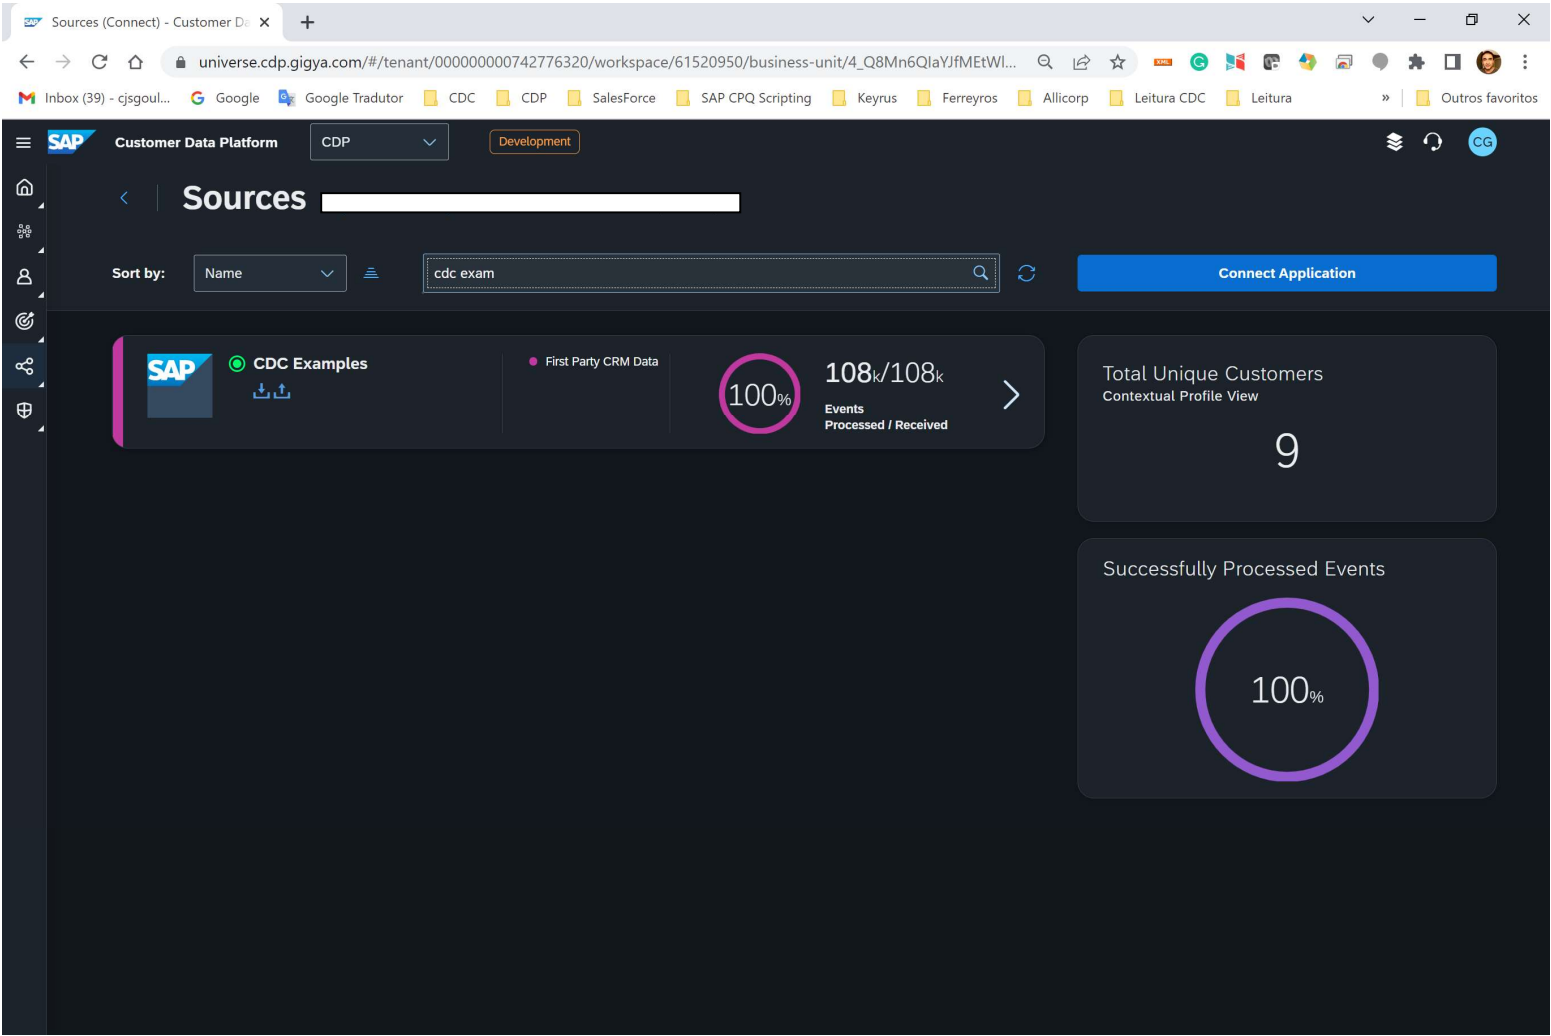 Sources (Connect) - Customer Da
universe.cdp.gigya.com/#/tenant/000000000742776320/workspace/61520950/business-unit/4_Q8Mn6QIaYJfMEtWI...
Inbox (39) - cjsgoul... Google Google Tradutor CDC CDP SalesForce SAP CPQ Scripting Keyrus Ferreyros Allicorp Leitura CDC Leitura » Outros favoritos
SAP Customer Data Platform CDP Development CG
Sources
Sort by: Name cdc exam Connect Application
SAP
CDC Examples
First Party CRM Data
100%
108k/108k
Events
Processed / Received
Total Unique Customers
Contextual Profile View
9
Successfully Processed Events
100%